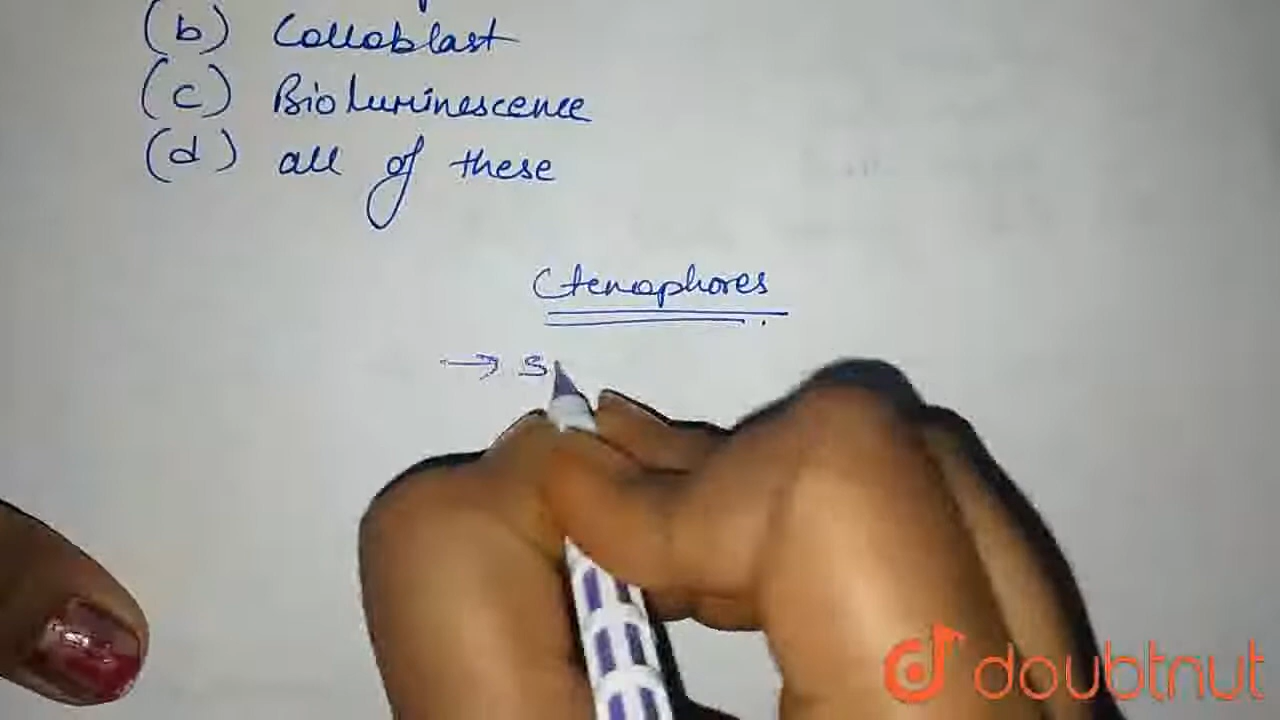 (b) Colloblast
(c) Bioluminescence
(d) all of these
Ctenophores
→ S
doubtnut